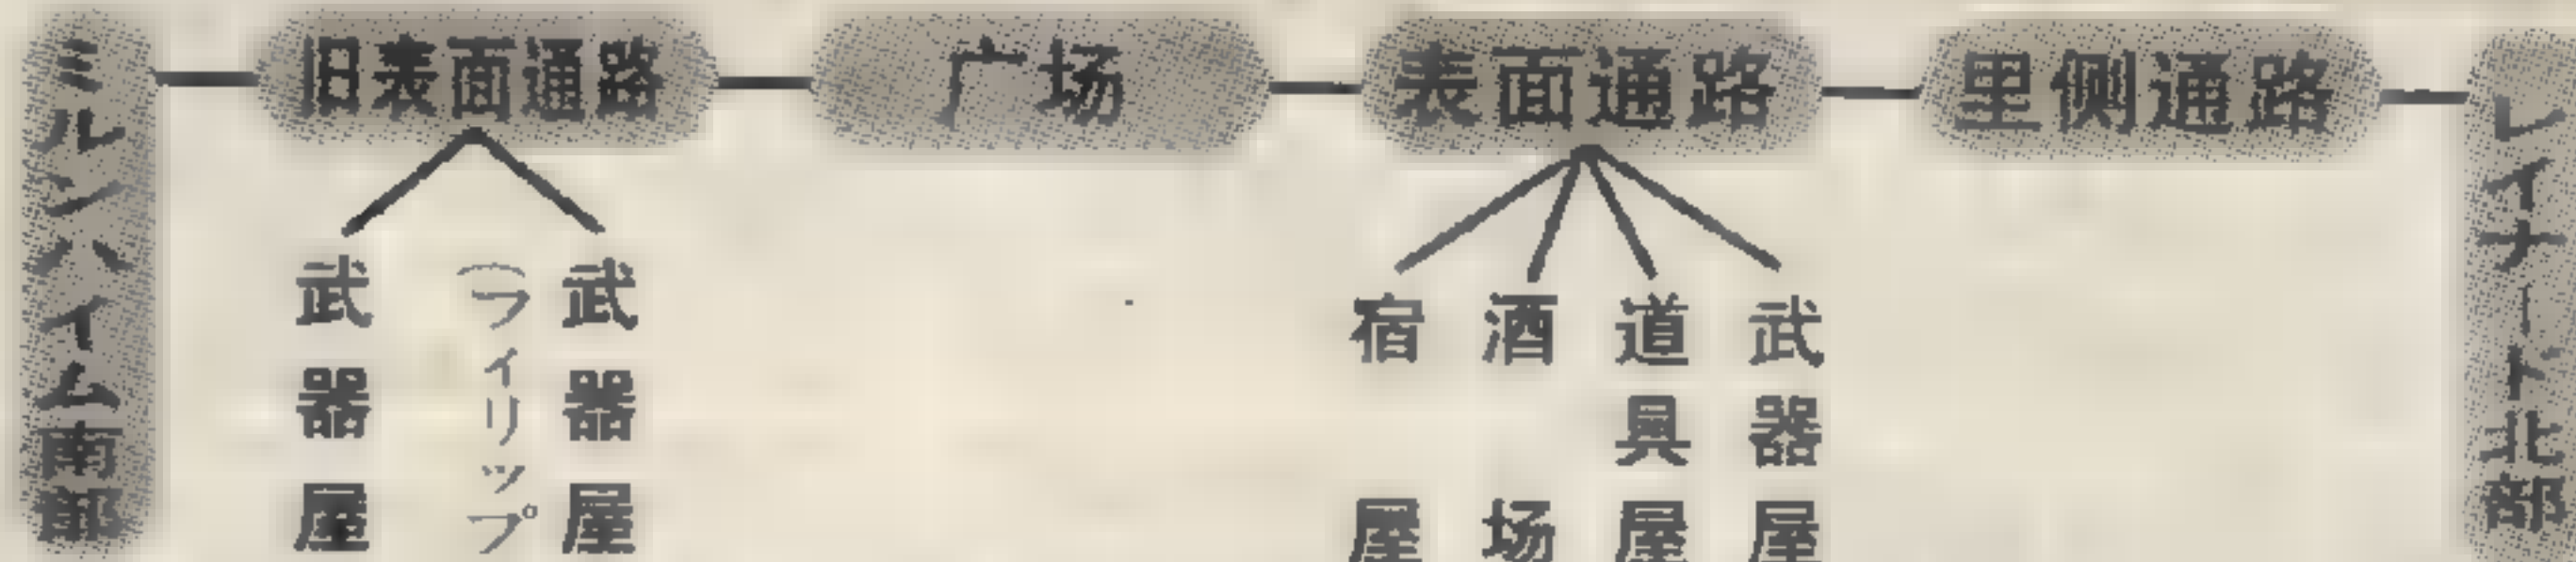 ミルンハイム南部
旧表面通路
广场
表面通路
里侧通路
レイナート北部
武器屋
(フィリップ
武器屋
宿屋
酒场
道具屋
武器屋